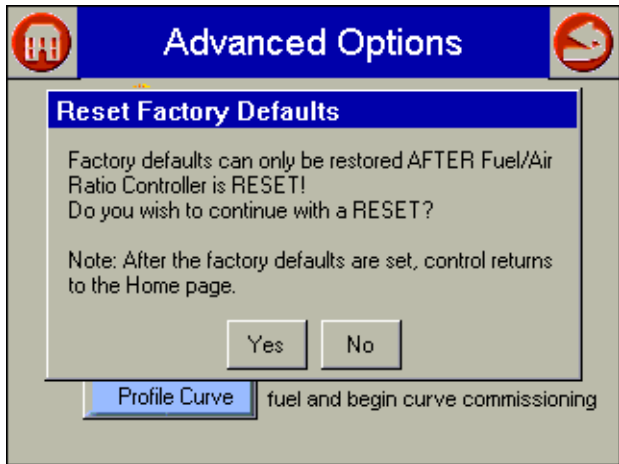 Advanced Options
Reset Factory Defaults
Factory defaults can only be restored AFTER Fuel/Air
Ratio Controller is RESET!
Do you wish to continue with a RESET?
Note: After the factory defaults are set, control returns
to the Home page.
Yes No
Profile Curve fuel and begin curve commissioning